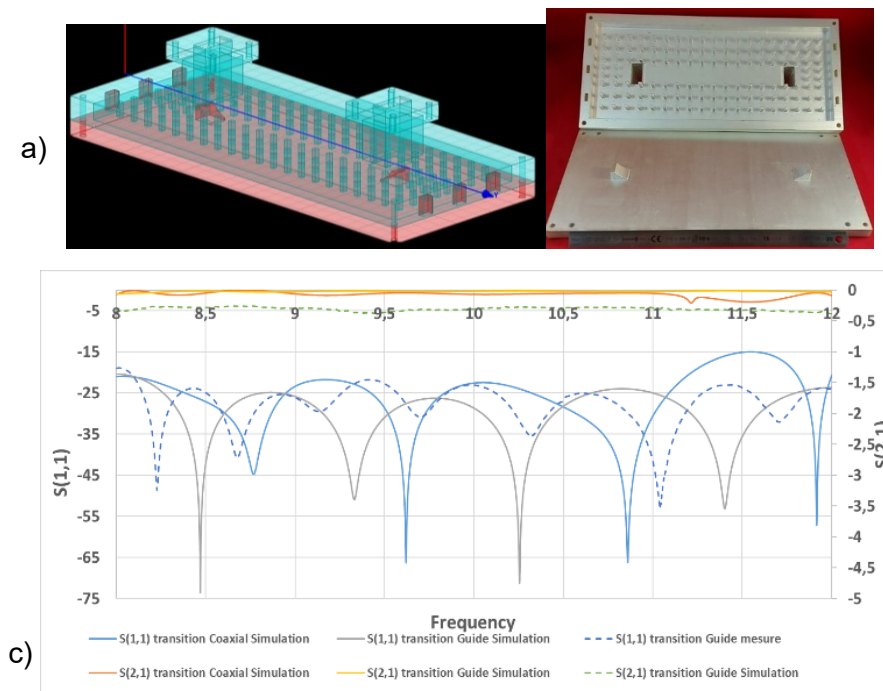 a)
Y
-5
-15
-25
-35
-45
-55
-65
-75
8
8,5
9
9,5
10
10,5
11
11,5
12
0
-0,5
-1
-1,5
-2
-2,5
-3
-3,5
-4
-4,5
-5
S(1,1)
S(2,1)
Frequency
S(1,1) transition Coaxial Simulation
S(1,1) transition Guide Simulation
S(1,1) transition Guide mesure
c)
S(2,1) transition Coaxial Simulation
S(2,1) transition Guide Simulation
S(2,1) transition Guide Simulation